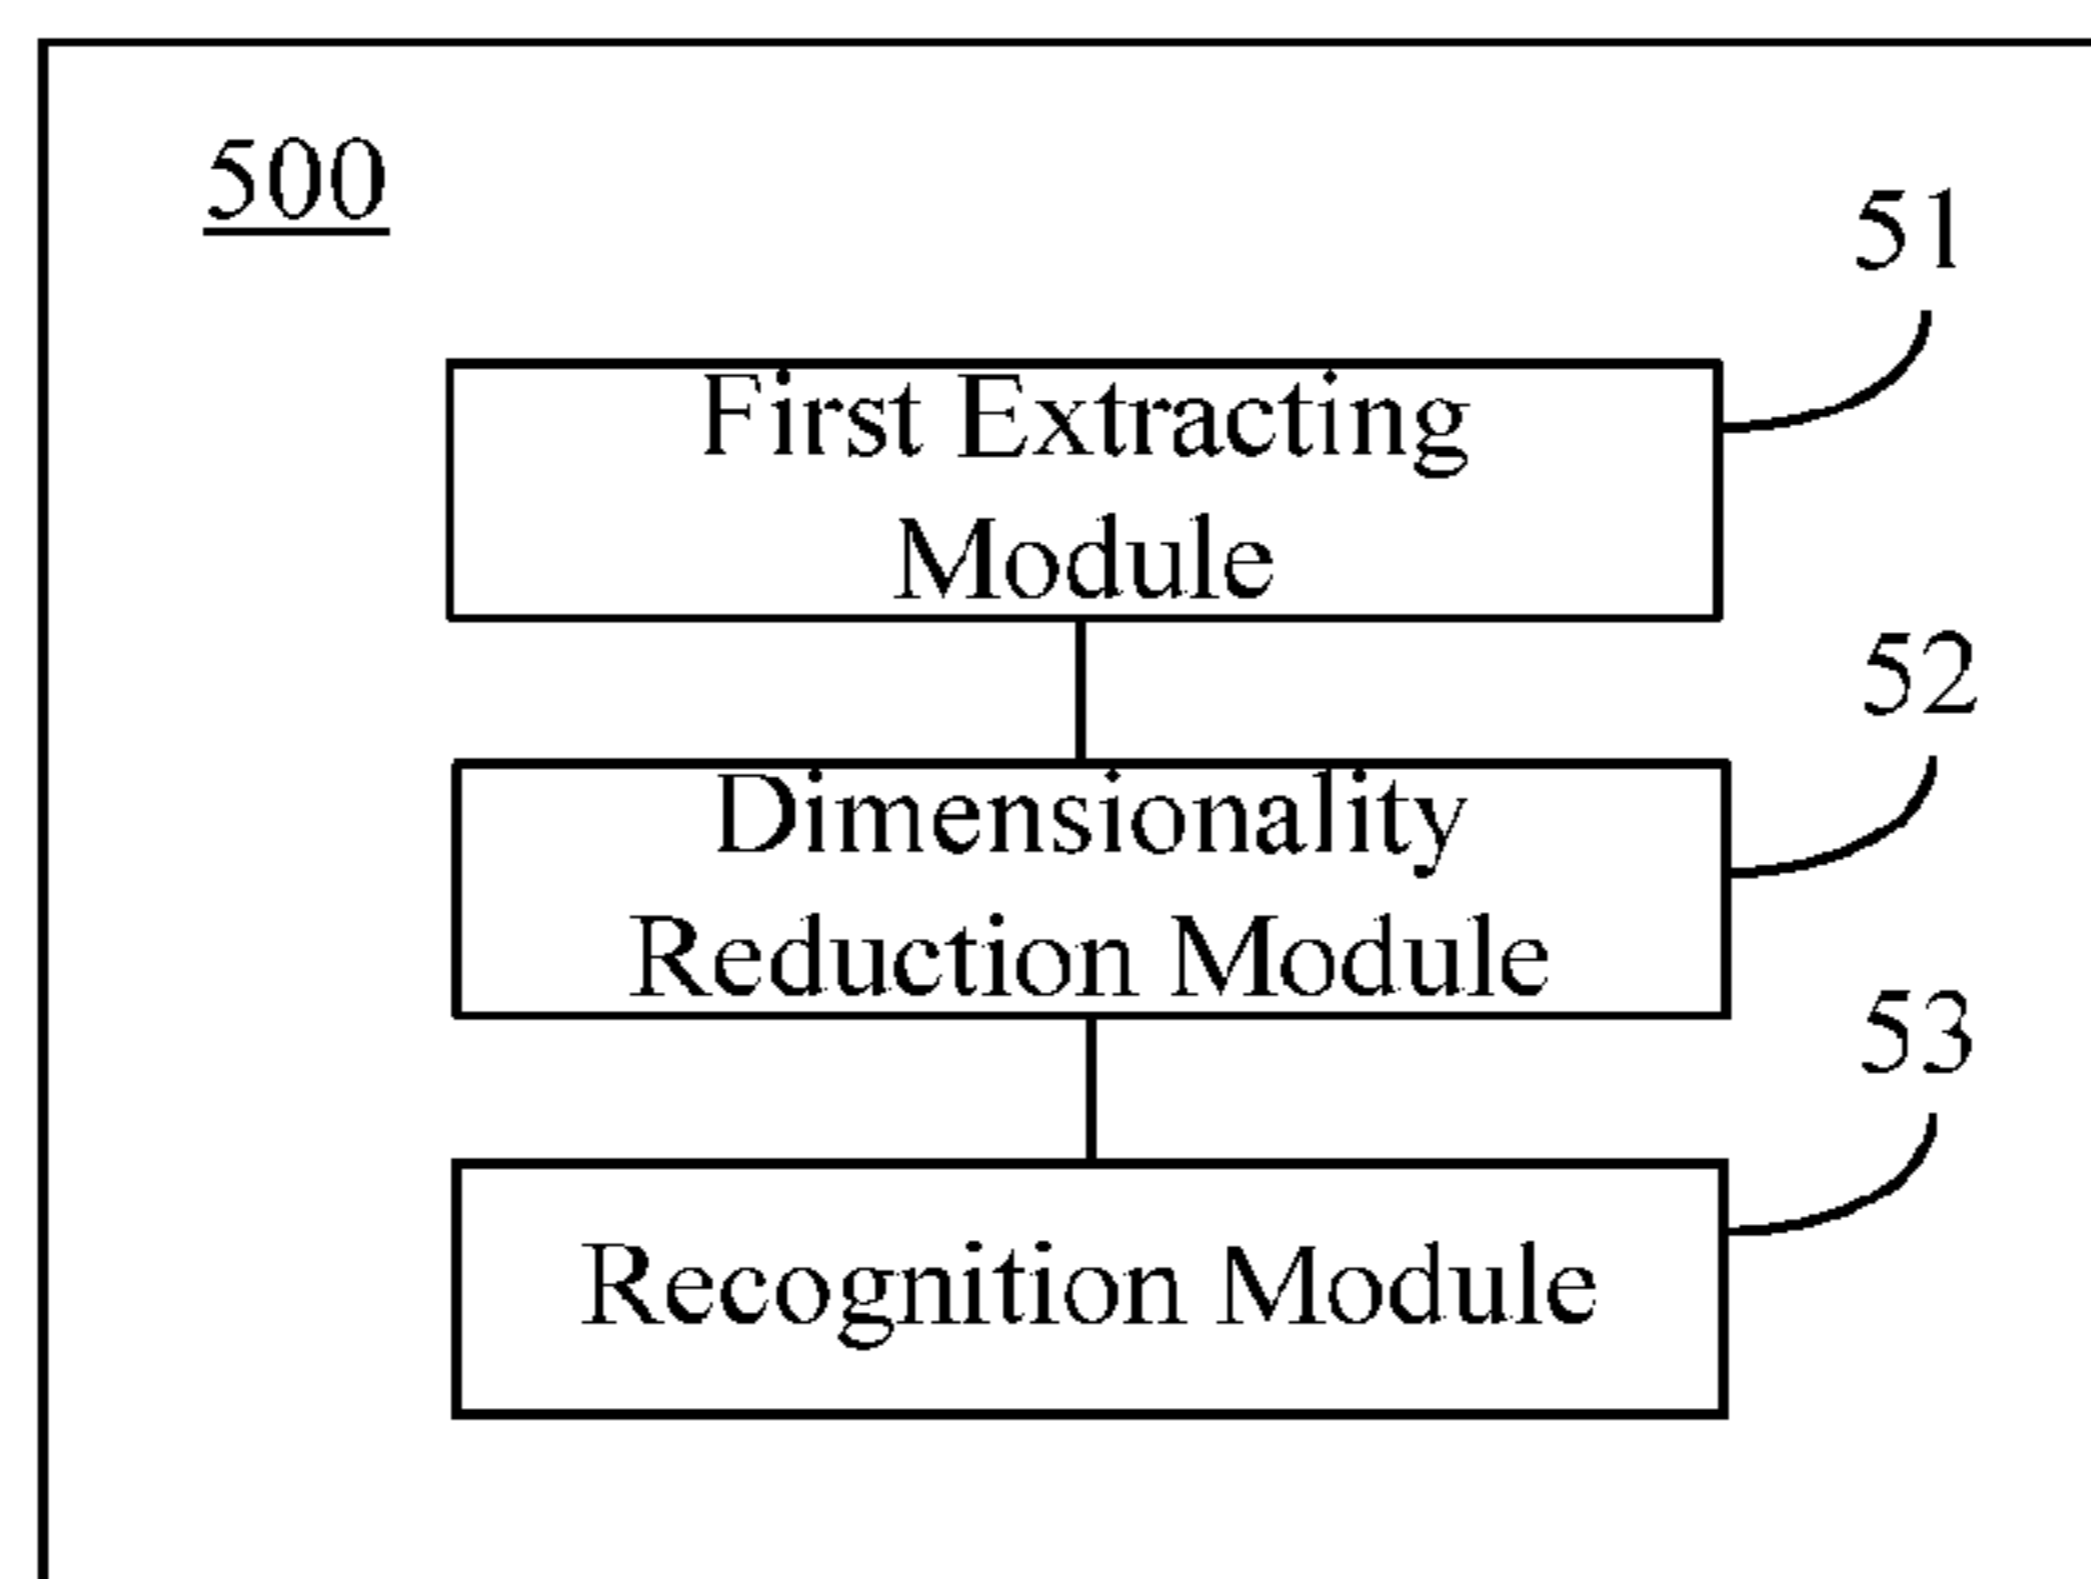 500
51
First Extracting
Module
52
Dimensionality
Reduction Module
53
Recognition Module